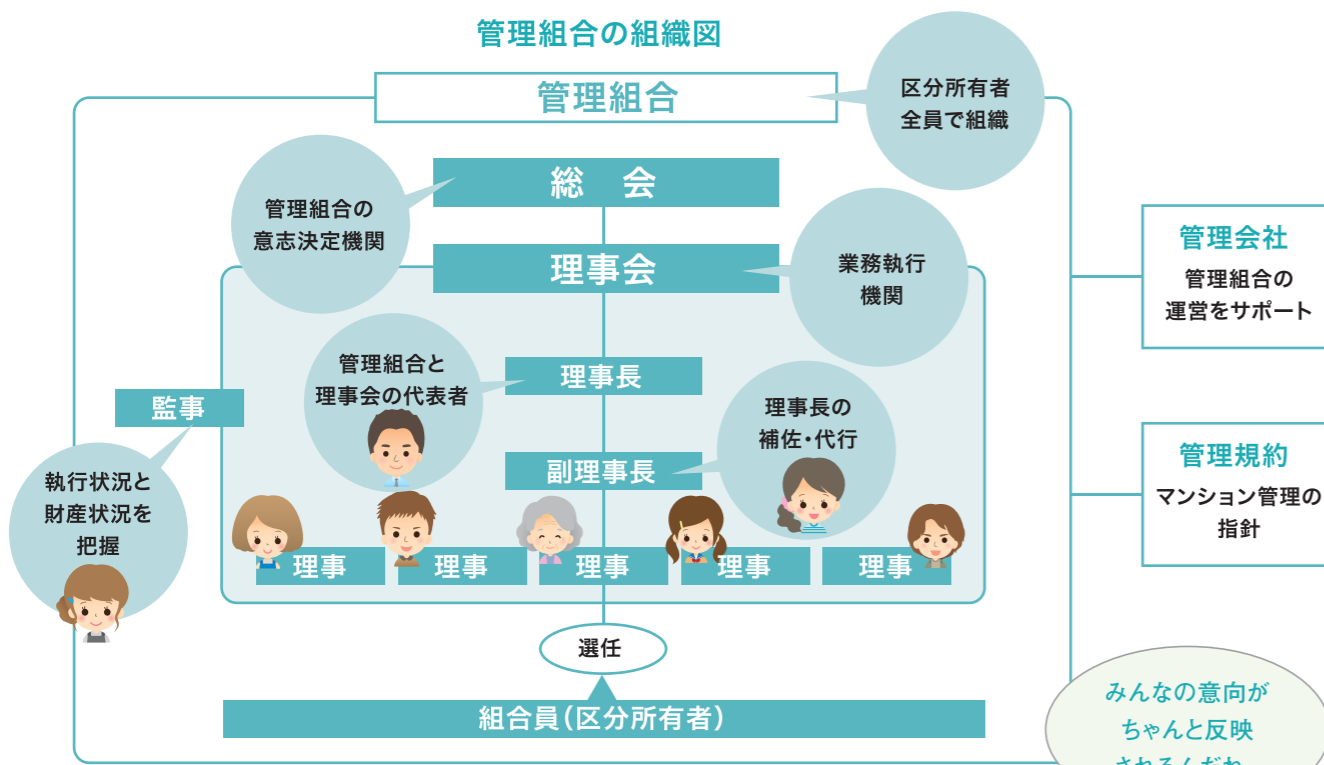 管理組合の組織図
管理組合
区分所有者
全員で組織
総 会
管理組合の
意志決定機関
理事会
業務執行
機関
管理会社
管理組合の
運営をサポート
管理組合と
理事会の代表者
理事長
監事
理事長の
補佐・代行
副理事長
執行状況と
財産状況を
把握
管理規約
マンション管理の
指針
理事
理事
理事
理事
理事
選任
組合員(区分所有者)
みんなの意向が
ちゃんと反映
されるんだね